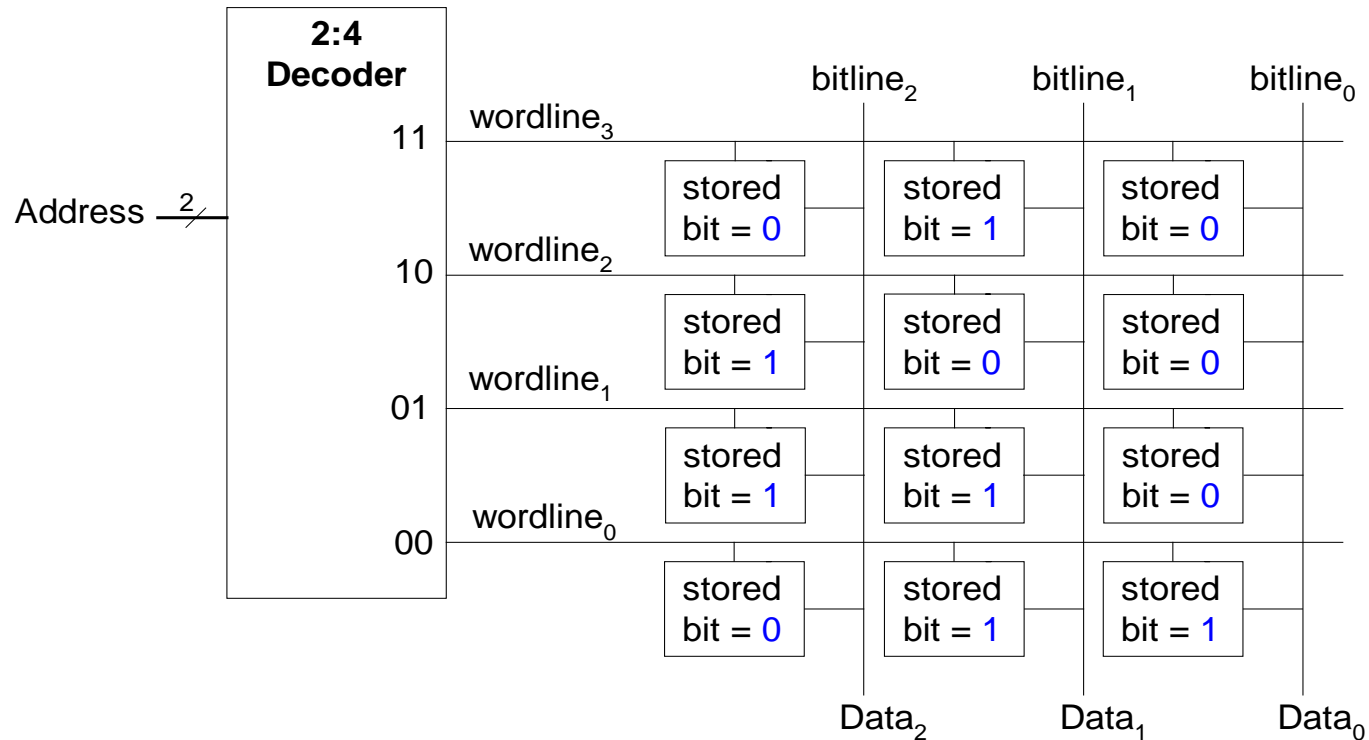 2:4
Decoder
bitline₂ bitline₁ bitline₀
wordline₃
11
stored stored stored
bit = 0 bit = 1 bit = 0
Address 2
wordline₂
10
stored stored stored
bit = 1 bit = 0 bit = 0
wordline₁
01
stored stored stored
bit = 1 bit = 1 bit = 0
wordline₀
00
stored stored stored
bit = 0 bit = 1 bit = 1
Data₂ Data₁ Data₀